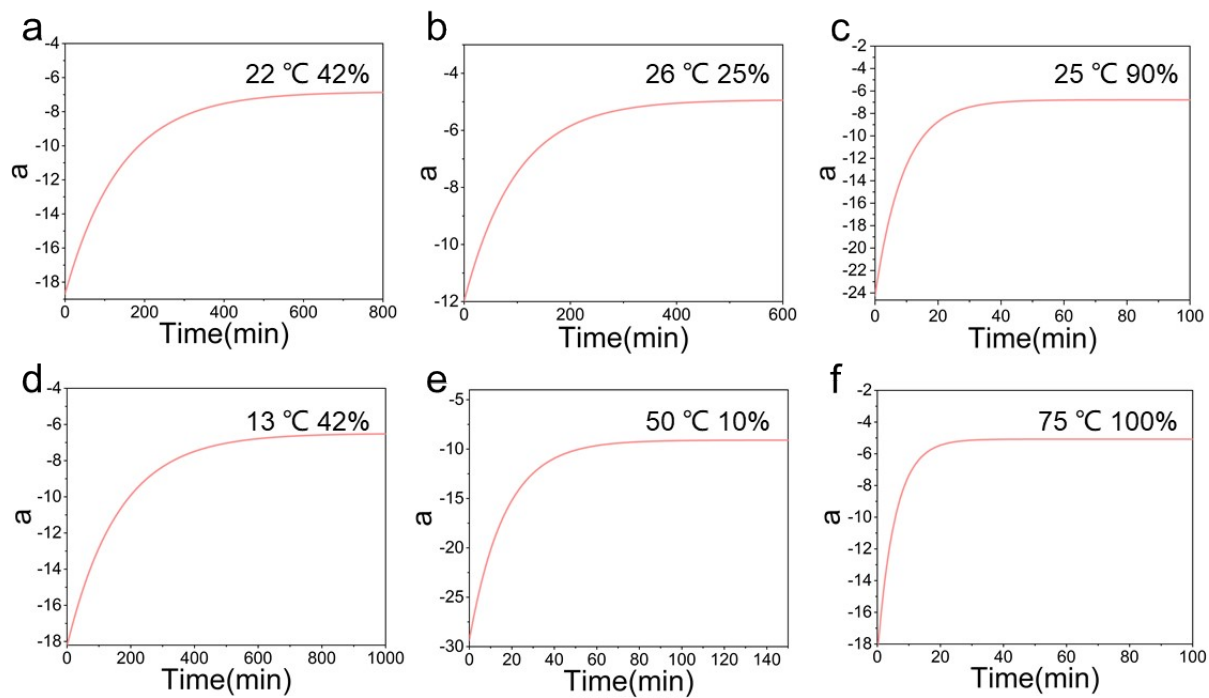 a
22 ℃ 42%
-4
-6
-8
-10
-12
-14
-16
-18
a
0 200 400 600 800
Time(min)
b
26 ℃ 25%
-4
-6
-8
-10
-12
a
0 200 400 600
Time(min)
c
25 ℃ 90%
-2
-4
-6
-8
-10
-12
-14
-16
-18
-20
-22
-24
a
0 20 40 60 80 100
Time(min)
d
13 ℃ 42%
-4
-6
-8
-10
-12
-14
-16
-18
a
0 200 400 600 800 1000
Time(min)
e
50 ℃ 10%
-5
-10
-15
-20
-25
-30
a
0 20 40 60 80 100 120 140
Time(min)
f
75 ℃ 100%
-2
-4
-6
-8
-10
-12
-14
-16
-18
a
0 20 40 60 80 100
Time(min)